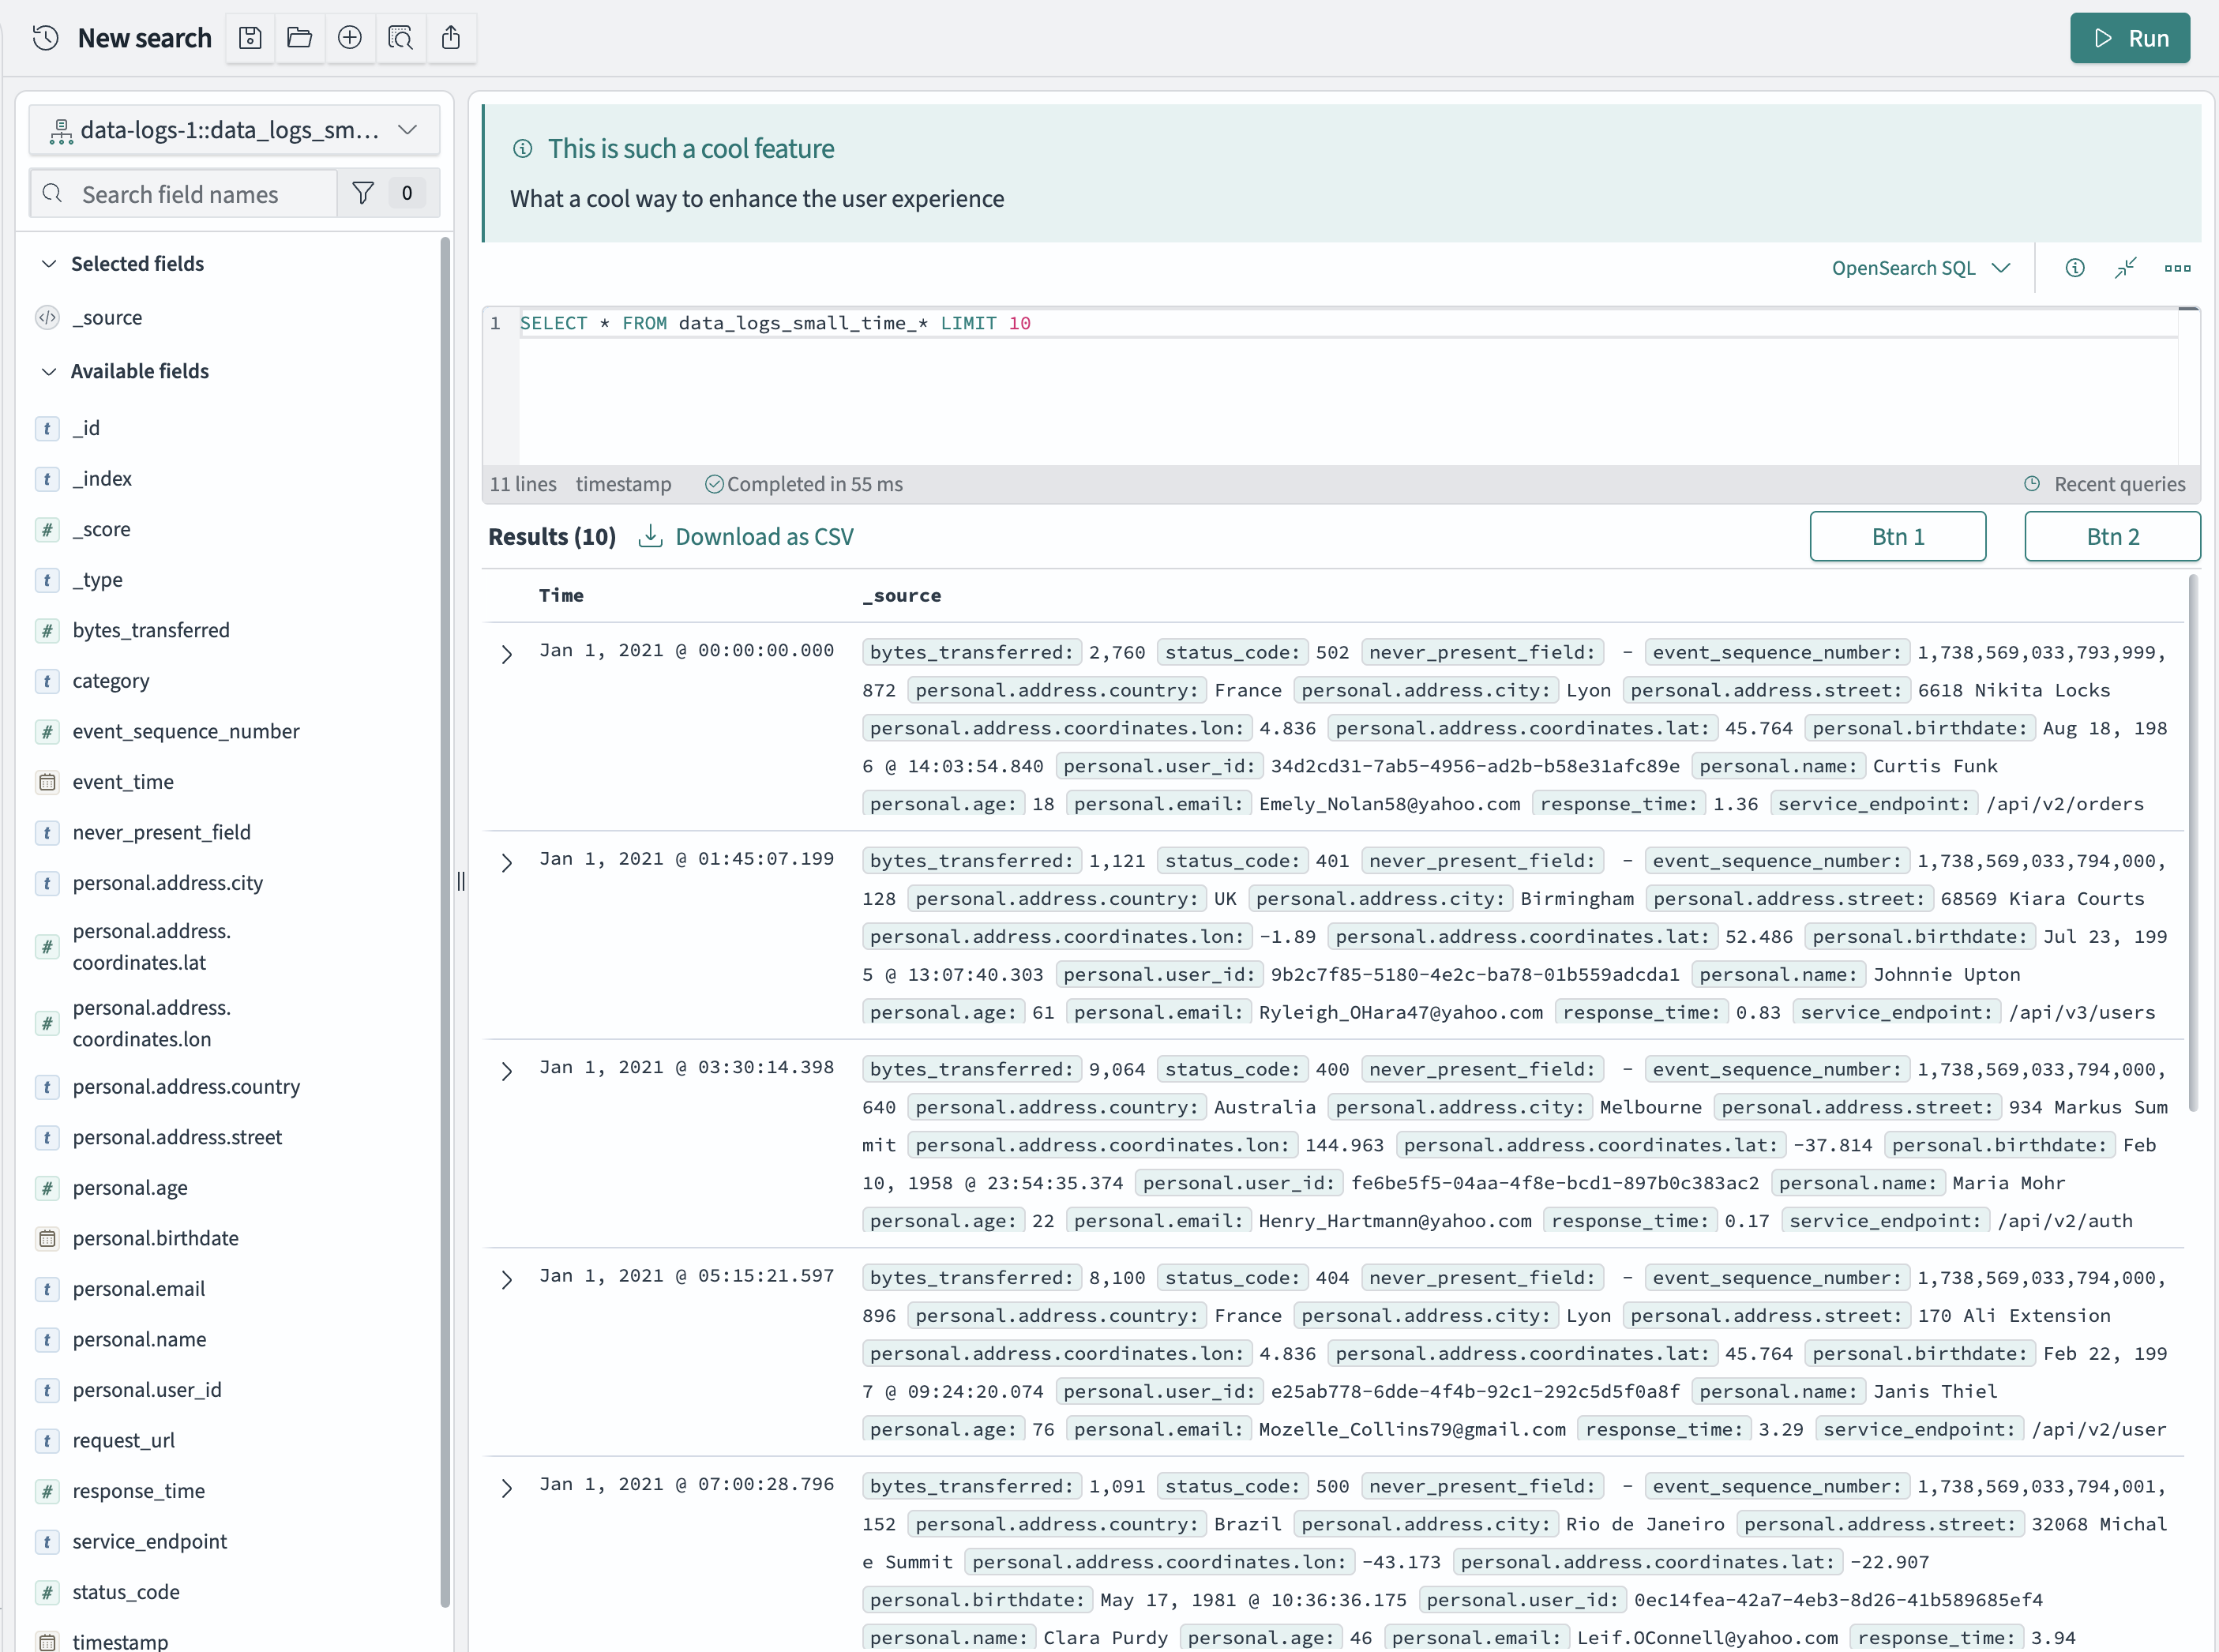 New search
Run
data-logs-1::data_logs_sm...
Search field names
0
Selected fields
_source
Available fields
t _id
t _index
# _score
t _type
# bytes_transferred
t category
# event_sequence_number
event_time
t never_present_field
t personal.address.city
# personal.address.
coordinates.lat
# personal.address.
coordinates.lon
t personal.address.country
t personal.address.street
# personal.age
personal.birthdate
t personal.email
t personal.name
t personal.user_id
t request_url
# response_time
t service_endpoint
# status_code
timestamp
This is such a cool feature
What a cool way to enhance the user experience
OpenSearch SQL
1 SELECT * FROM data_logs_small_time_* LIMIT 10
11 lines timestamp Completed in 55 ms Recent queries
Results (10) Download as CSV Btn 1 Btn 2
Time _source
Jan 1, 2021 @ 00:00:00.000 bytes_transferred: 2,760 status_code: 502 never_present_field: - event_sequence_number: 1,738,569,033,793,999,
872 personal.address.country: France personal.address.city: Lyon personal.address.street: 6618 Nikita Locks
personal.address.coordinates.lon: 4.836 personal.address.coordinates.lat: 45.764 personal.birthdate: Aug 18, 198
6 @ 14:03:54.840 personal.user_id: 34d2cd31-7ab5-4956-ad2b-b58e31afc89e personal.name: Curtis Funk
personal.age: 18 personal.email: Emely_Nolan58@yahoo.com response_time: 1.36 service_endpoint: /api/v2/orders
Jan 1, 2021 @ 01:45:07.199 bytes_transferred: 1,121 status_code: 401 never_present_field: - event_sequence_number: 1,738,569,033,794,000,
128 personal.address.country: UK personal.address.city: Birmingham personal.address.street: 68569 Kiara Courts
personal.address.coordinates.lon: -1.89 personal.address.coordinates.lat: 52.486 personal.birthdate: Jul 23, 199
5 @ 13:07:40.303 personal.user_id: 9b2c7f85-5180-4e2c-ba78-01b559adcda1 personal.name: Johnnie Upton
personal.age: 61 personal.email: Ryleigh_OHara47@yahoo.com response_time: 0.83 service_endpoint: /api/v3/users
Jan 1, 2021 @ 03:30:14.398 bytes_transferred: 9,064 status_code: 400 never_present_field: - event_sequence_number: 1,738,569,033,794,000,
640 personal.address.country: Australia personal.address.city: Melbourne personal.address.street: 934 Markus Sum
mit personal.address.coordinates.lon: 144.963 personal.address.coordinates.lat: -37.814 personal.birthdate: Feb
10, 1958 @ 23:54:35.374 personal.user_id: fe6be5f5-04aa-4f8e-bcd1-897b0c383ac2 personal.name: Maria Mohr
personal.age: 22 personal.email: Henry_Hartmann@yahoo.com response_time: 0.17 service_endpoint: /api/v2/auth
Jan 1, 2021 @ 05:15:21.597 bytes_transferred: 8,100 status_code: 404 never_present_field: - event_sequence_number: 1,738,569,033,794,000,
896 personal.address.country: France personal.address.city: Lyon personal.address.street: 170 Ali Extension
personal.address.coordinates.lon: 4.836 personal.address.coordinates.lat: 45.764 personal.birthdate: Feb 22, 199
7 @ 09:24:20.074 personal.user_id: e25ab778-6dde-4f4b-92c1-292c5d5f0a8f personal.name: Janis Thiel
personal.age: 76 personal.email: Mozelle_Collins79@gmail.com response_time: 3.29 service_endpoint: /api/v2/user
Jan 1, 2021 @ 07:00:28.796 bytes_transferred: 1,091 status_code: 500 never_present_field: - event_sequence_number: 1,738,569,033,794,001,
152 personal.address.country: Brazil personal.address.city: Rio de Janeiro personal.address.street: 32068 Michal
e Summit personal.address.coordinates.lon: -43.173 personal.address.coordinates.lat: -22.907
personal.birthdate: May 17, 1981 @ 10:36:36.175 personal.user_id: 0ec14fea-42a7-4eb3-8d26-41b589685ef4
personal.name: Clara Purdy personal.age: 46 personal.email: Leif.OConnell@yahoo.com response_time: 3.94